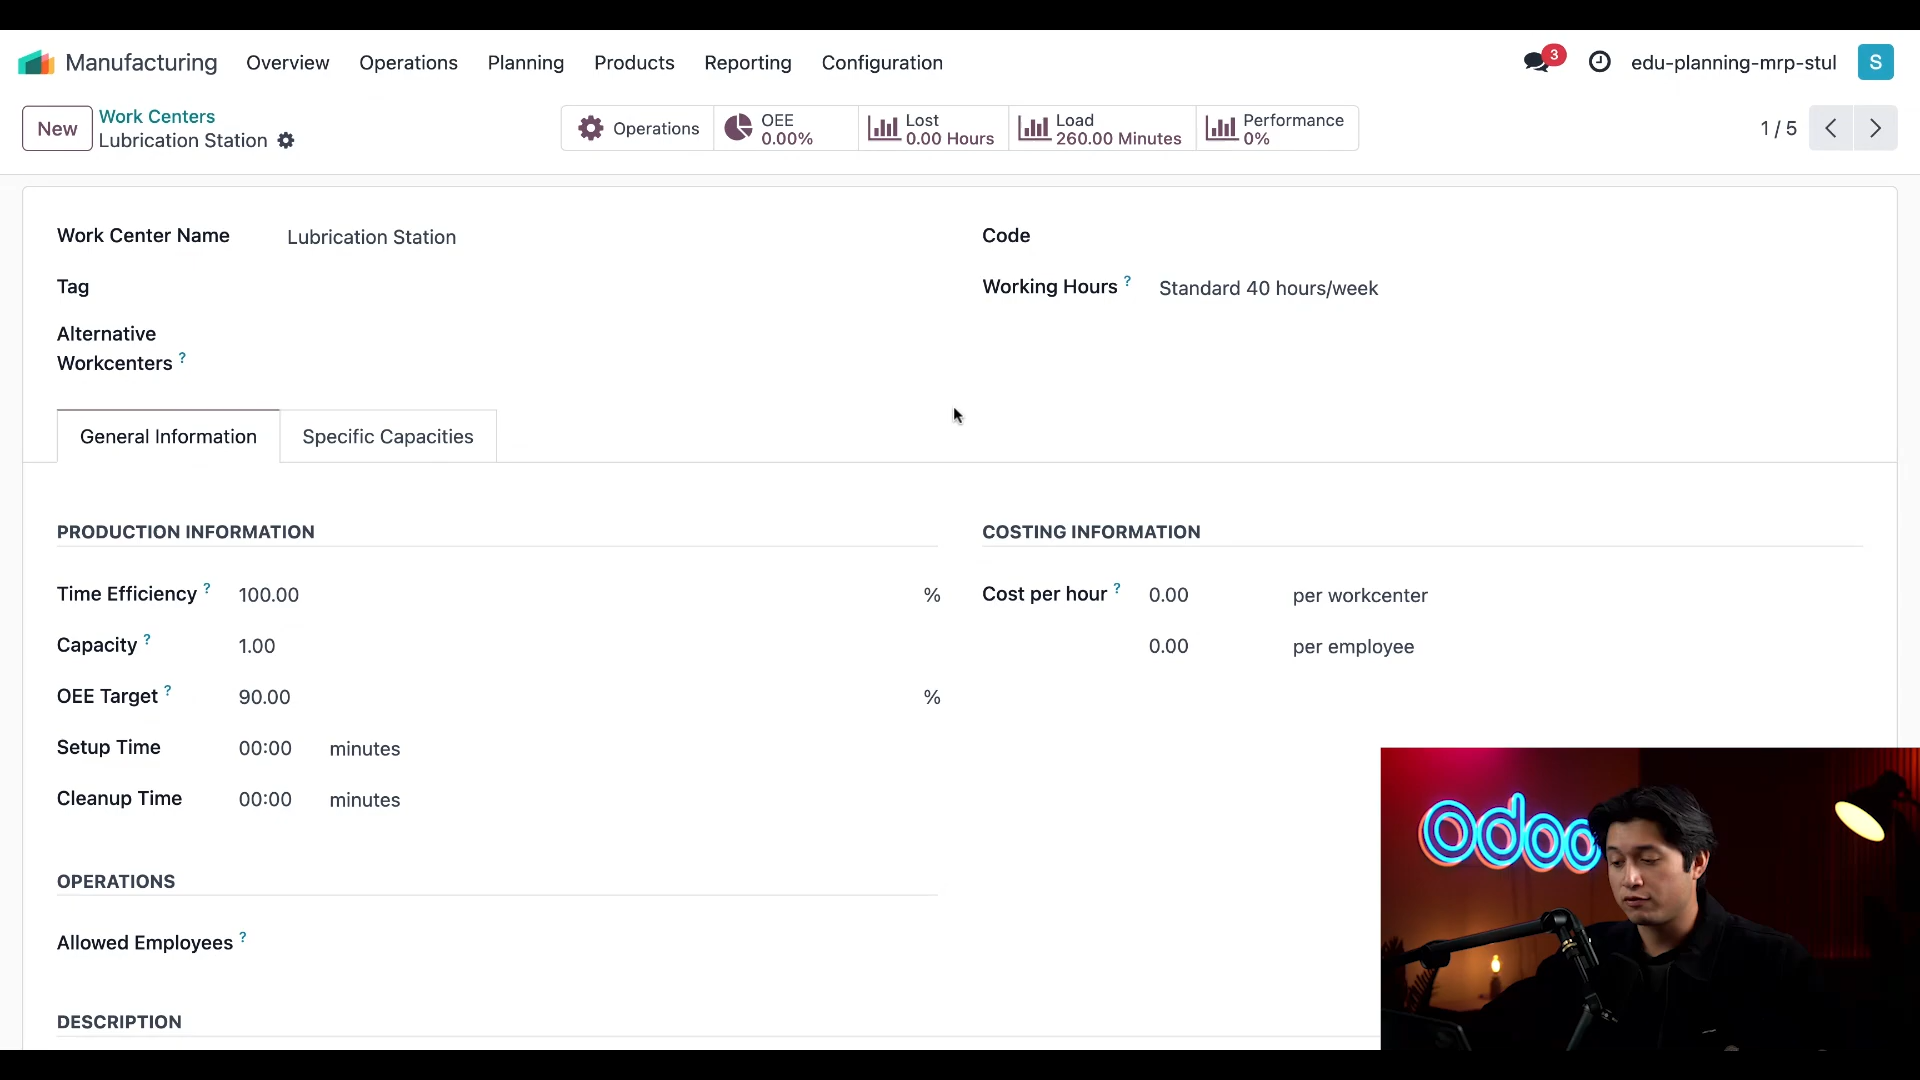 Manufacturing Overview Operations Planning Products Reporting Configuration 3 edu-planning-mrp-stul S
New Work Centers
Lubrication Station
Operations
OEE
0.00%
Lost
0.00 Hours
Load
260.00 Minutes
Performance
0%
1 / 5
Work Center Name Lubrication Station
Code
Tag
Working Hours ? Standard 40 hours/week
Alternative
Workcenters ?
General Information Specific Capacities
PRODUCTION INFORMATION
COSTING INFORMATION
Time Efficiency ? 100.00 %
Cost per hour ? 0.00 per workcenter
Capacity ? 1.00
0.00 per employee
OEE Target ? 90.00 %
Setup Time 00:00 minutes
Cleanup Time 00:00 minutes
OPERATIONS
Allowed Employees ?
DESCRIPTION
odoo